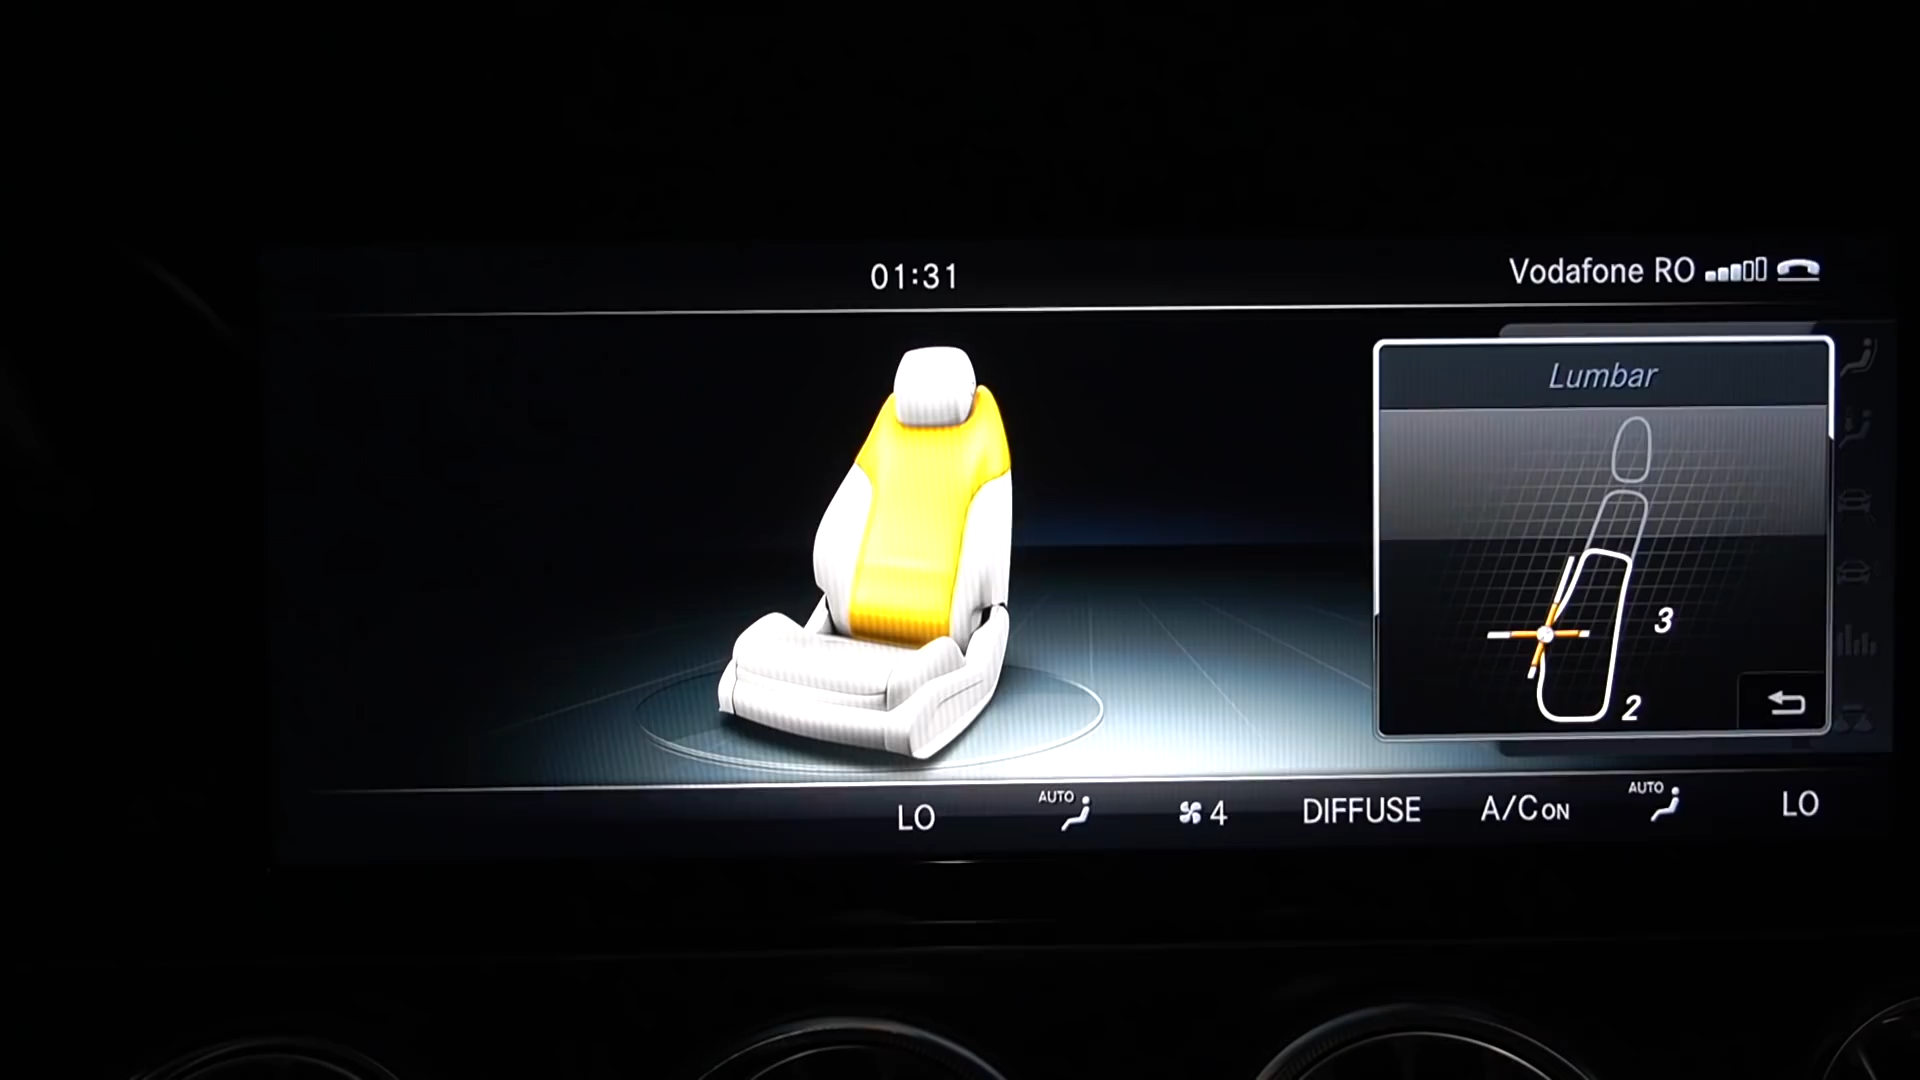 01:31
Vodafone RO
Lumbar
3
2
LO
AUTO
4
DIFFUSE
A/C ON
AUTO
LO